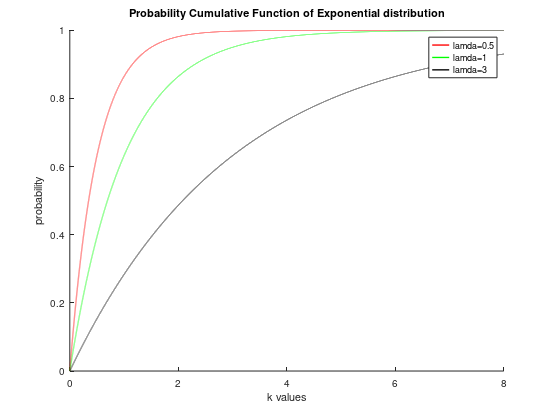 Probability Cumulative Function of Exponential distribution
1
0.8
0.6
0.4
0.2
0
probability
lamda=0.5
lamda=1
lamda=3
0 2 4 6 8
k values